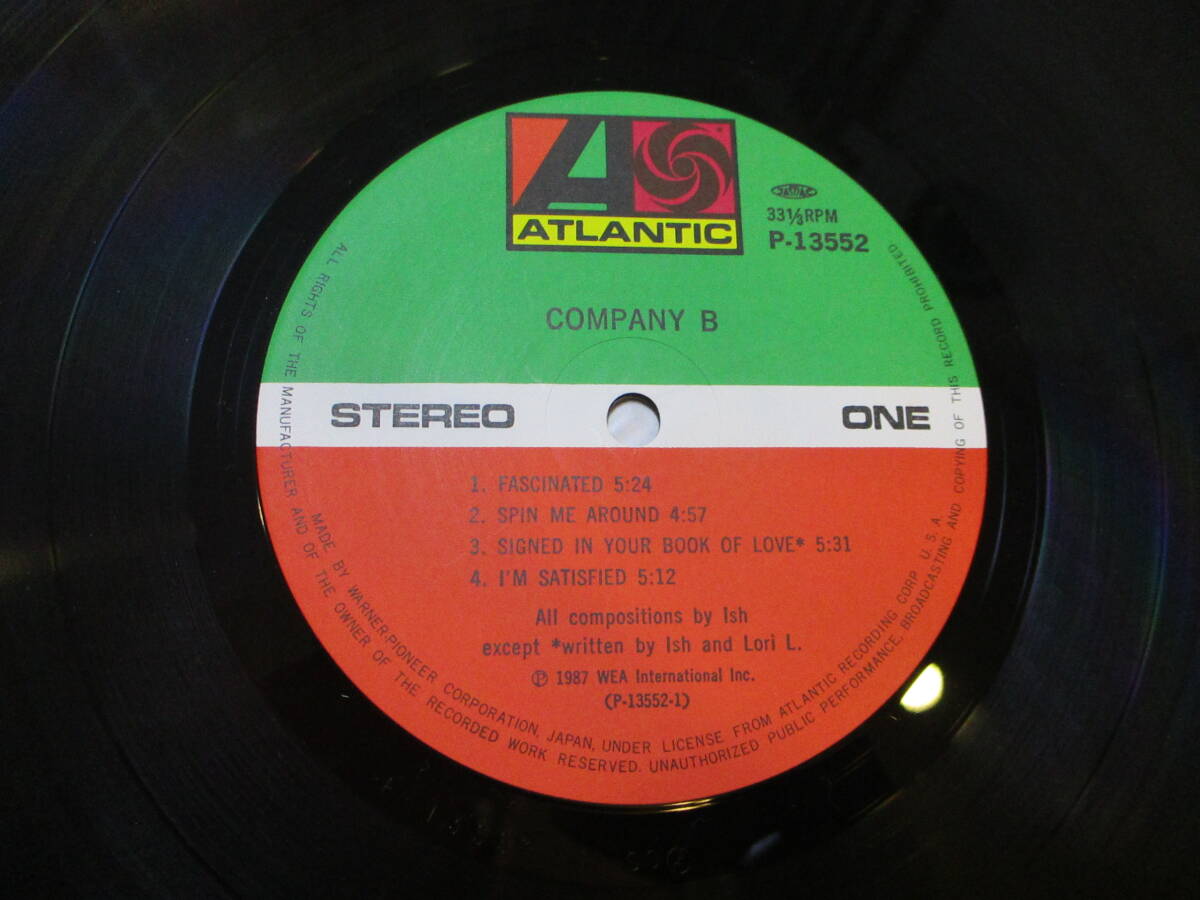 ATLANTIC
JASRAC
33⅓RPM
P-13552
COMPANY B
STEREO
ONE
1. FASCINATED 5:24
2. SPIN ME AROUND 4:57
3. SIGNED IN YOUR BOOK OF LOVE* 5:31
4. I'M SATISFIED 5:12
All compositions by Ish
except *written by Ish and Lori L.
Ⓟ 1987 WEA International Inc.
(P-13552-1)
MADE BY WARNER-PIONEER CORPORATION, JAPAN, UNDER LICENSE FROM ATLANTIC RECORDING CORP. U.S.A.
ALL RIGHTS OF THE MANUFACTURER AND OF THE OWNER OF THE RECORDED WORK RESERVED. UNAUTHORIZED PUBLIC PERFORMANCE, BROADCASTING AND COPYING OF THIS RECORD PROHIBITED.